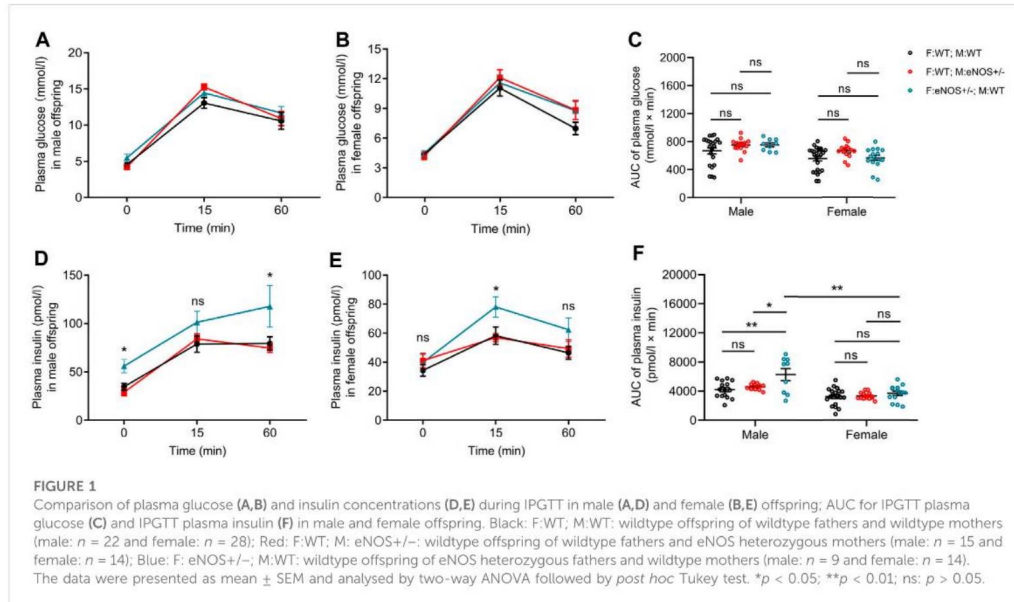 A
Plasma glucose (mmol/l)
in male offspring
20
15
10
5
0
0
15
60
Time (min)
B
Plasma glucose (mmol/l)
in female offspring
15
12
9
6
3
0
0
15
60
Time (min)
C
AUC of plasma glucose
(mmol/l × min)
2000
1600
1200
800
400
0
ns
ns
ns
ns
ns
ns
Male
Female
F:WT; M:WT
F:WT; M:eNOS+/-
F:eNOS+/-; M:WT
D
Plasma insulin (pmol/l)
in male offspring
150
100
50
0
*
ns
*
0
15
60
Time (min)
E
Plasma insulin (pmol/l)
in female offspring
100
80
60
40
20
0
ns
*
ns
0
15
60
Time (min)
F
AUC of plasma insulin
(pmol/l × min)
20000
16000
12000
8000
4000
0
**
*
**
ns
ns
ns
ns
Male
Female
FIGURE 1
Comparison of plasma glucose (A,B) and insulin concentrations (D,E) during IPGTT in male (A,D) and female (B,E) offspring; AUC for IPGTT plasma
glucose (C) and IPGTT plasma insulin (F) in male and female offspring. Black: F:WT; M:WT: wildtype offspring of wildtype fathers and wildtype mothers
(male: n = 22 and female: n = 28); Red: F:WT; M: eNOS+/−: wildtype offspring of wildtype fathers and eNOS heterozygous mothers (male: n = 15 and
female: n = 14); Blue: F: eNOS+/−; M:WT: wildtype offspring of eNOS heterozygous fathers and wildtype mothers (male: n = 9 and female: n = 14).
The data were presented as mean ± SEM and analysed by two-way ANOVA followed by post hoc Tukey test. *p < 0.05; **p < 0.01; ns: p > 0.05.